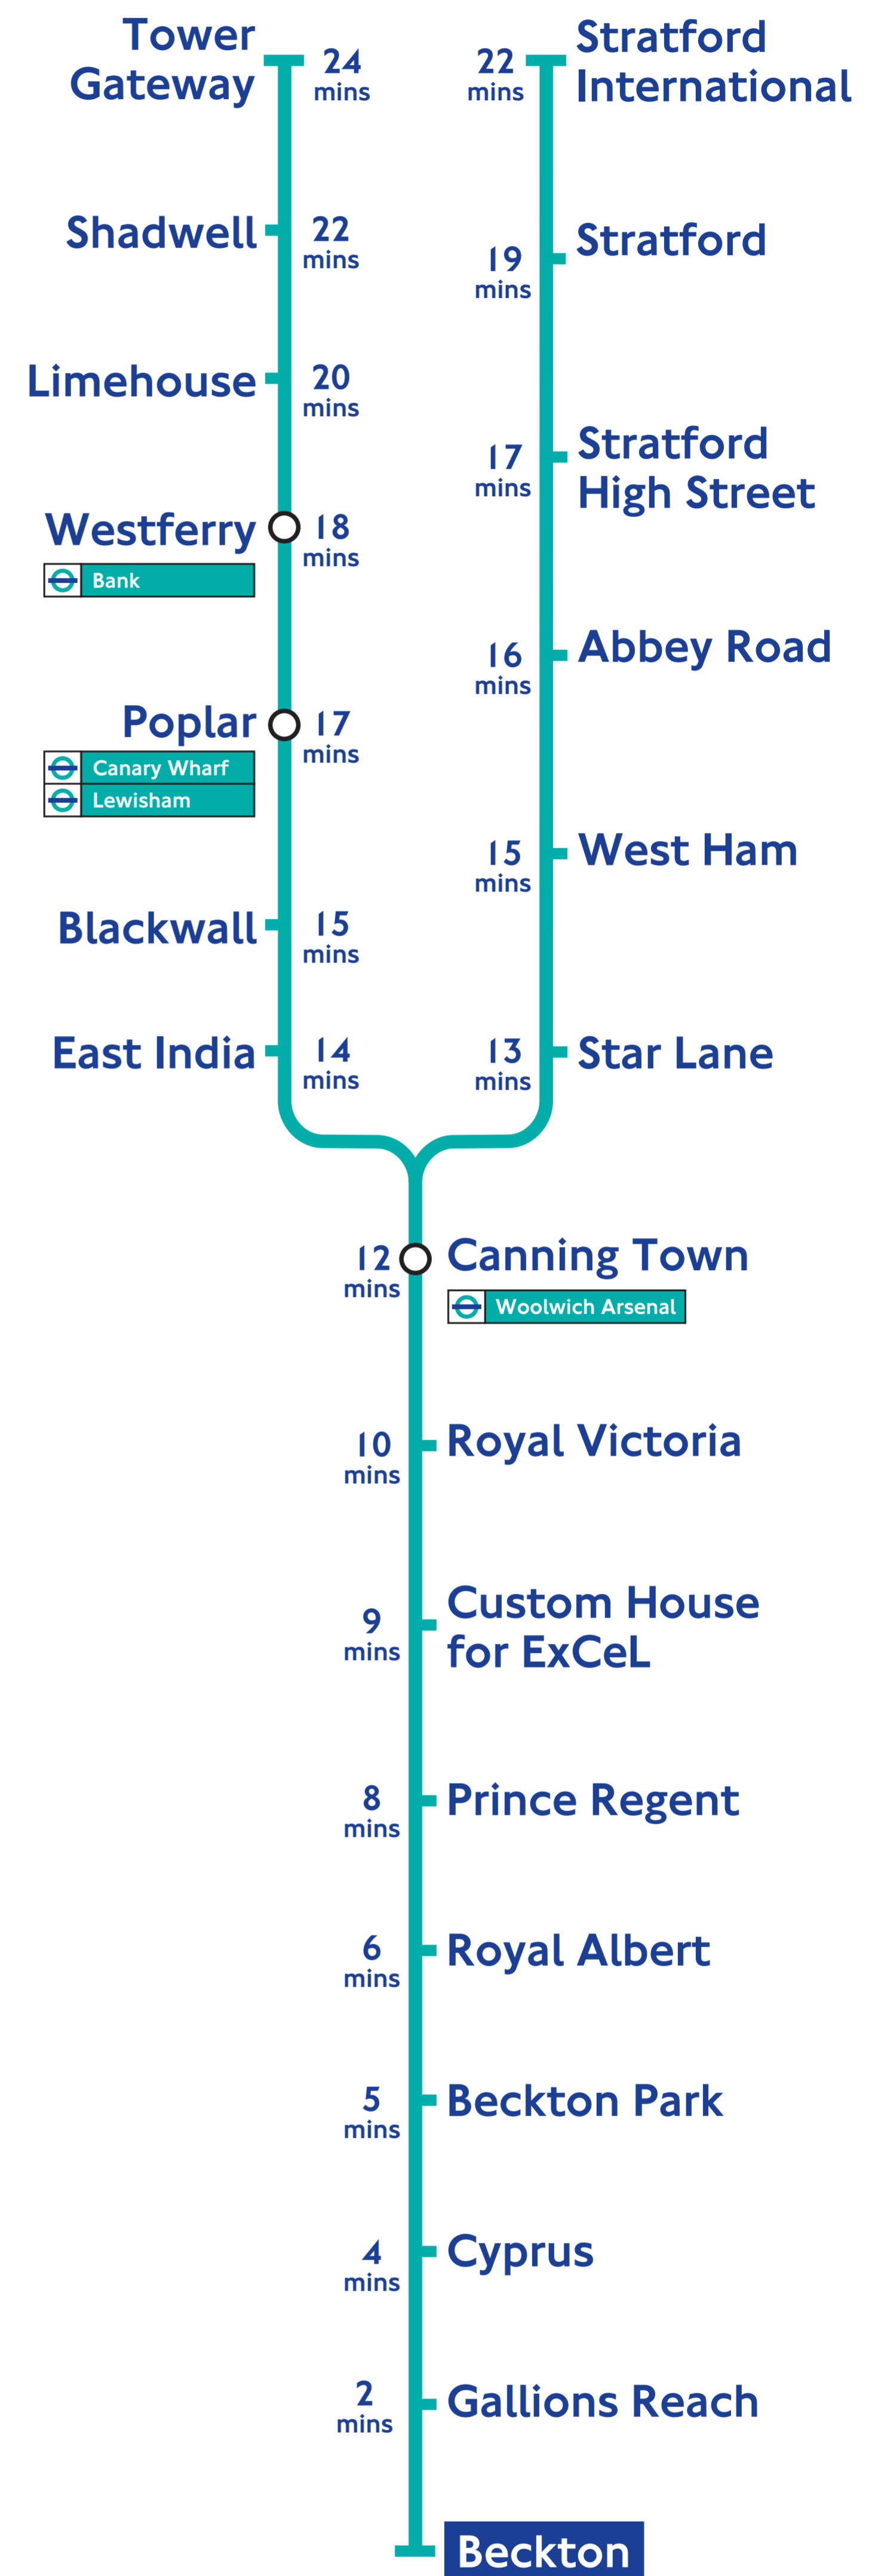 Tower
Gateway
24
mins
Shadwell
22
mins
Limehouse
20
mins
Westferry
18
mins
Bank
Poplar
17
mins
Canary Wharf
Lewisham
Blackwall
15
mins
East India
14
mins
22
mins
Stratford
International
19
mins
Stratford
17
mins
Stratford
High Street
16
mins
Abbey Road
15
mins
West Ham
13
mins
Star Lane
12
mins
Canning Town
Woolwich Arsenal
10
mins
Royal Victoria
9
mins
Custom House
for ExCeL
8
mins
Prince Regent
6
mins
Royal Albert
5
mins
Beckton Park
4
mins
Cyprus
2
mins
Gallions Reach
Beckton